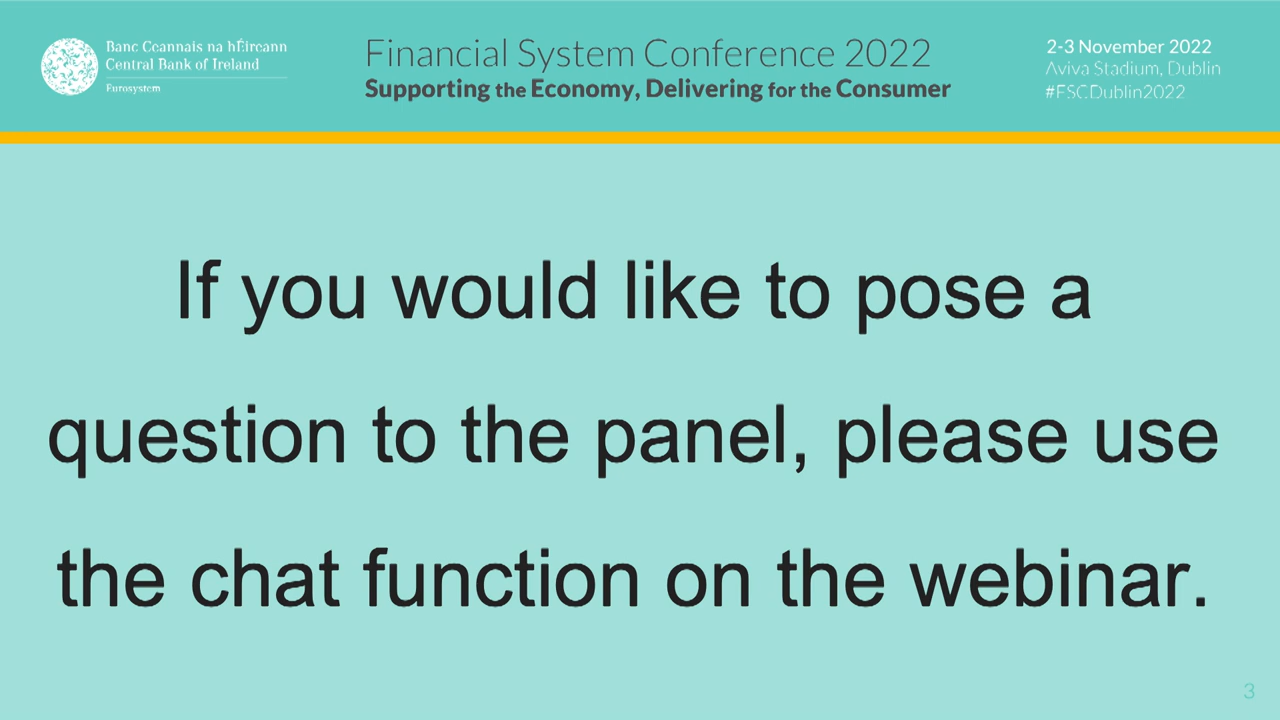 Banc Ceannais na hÉireann
Central Bank of Ireland
Eurosystem
Financial System Conference 2022
Supporting the Economy, Delivering for the Consumer
2-3 November 2022
Aviva Stadium, Dublin
#FSCDublin2022
If you would like to pose a
question to the panel, please use
the chat function on the webinar.
3